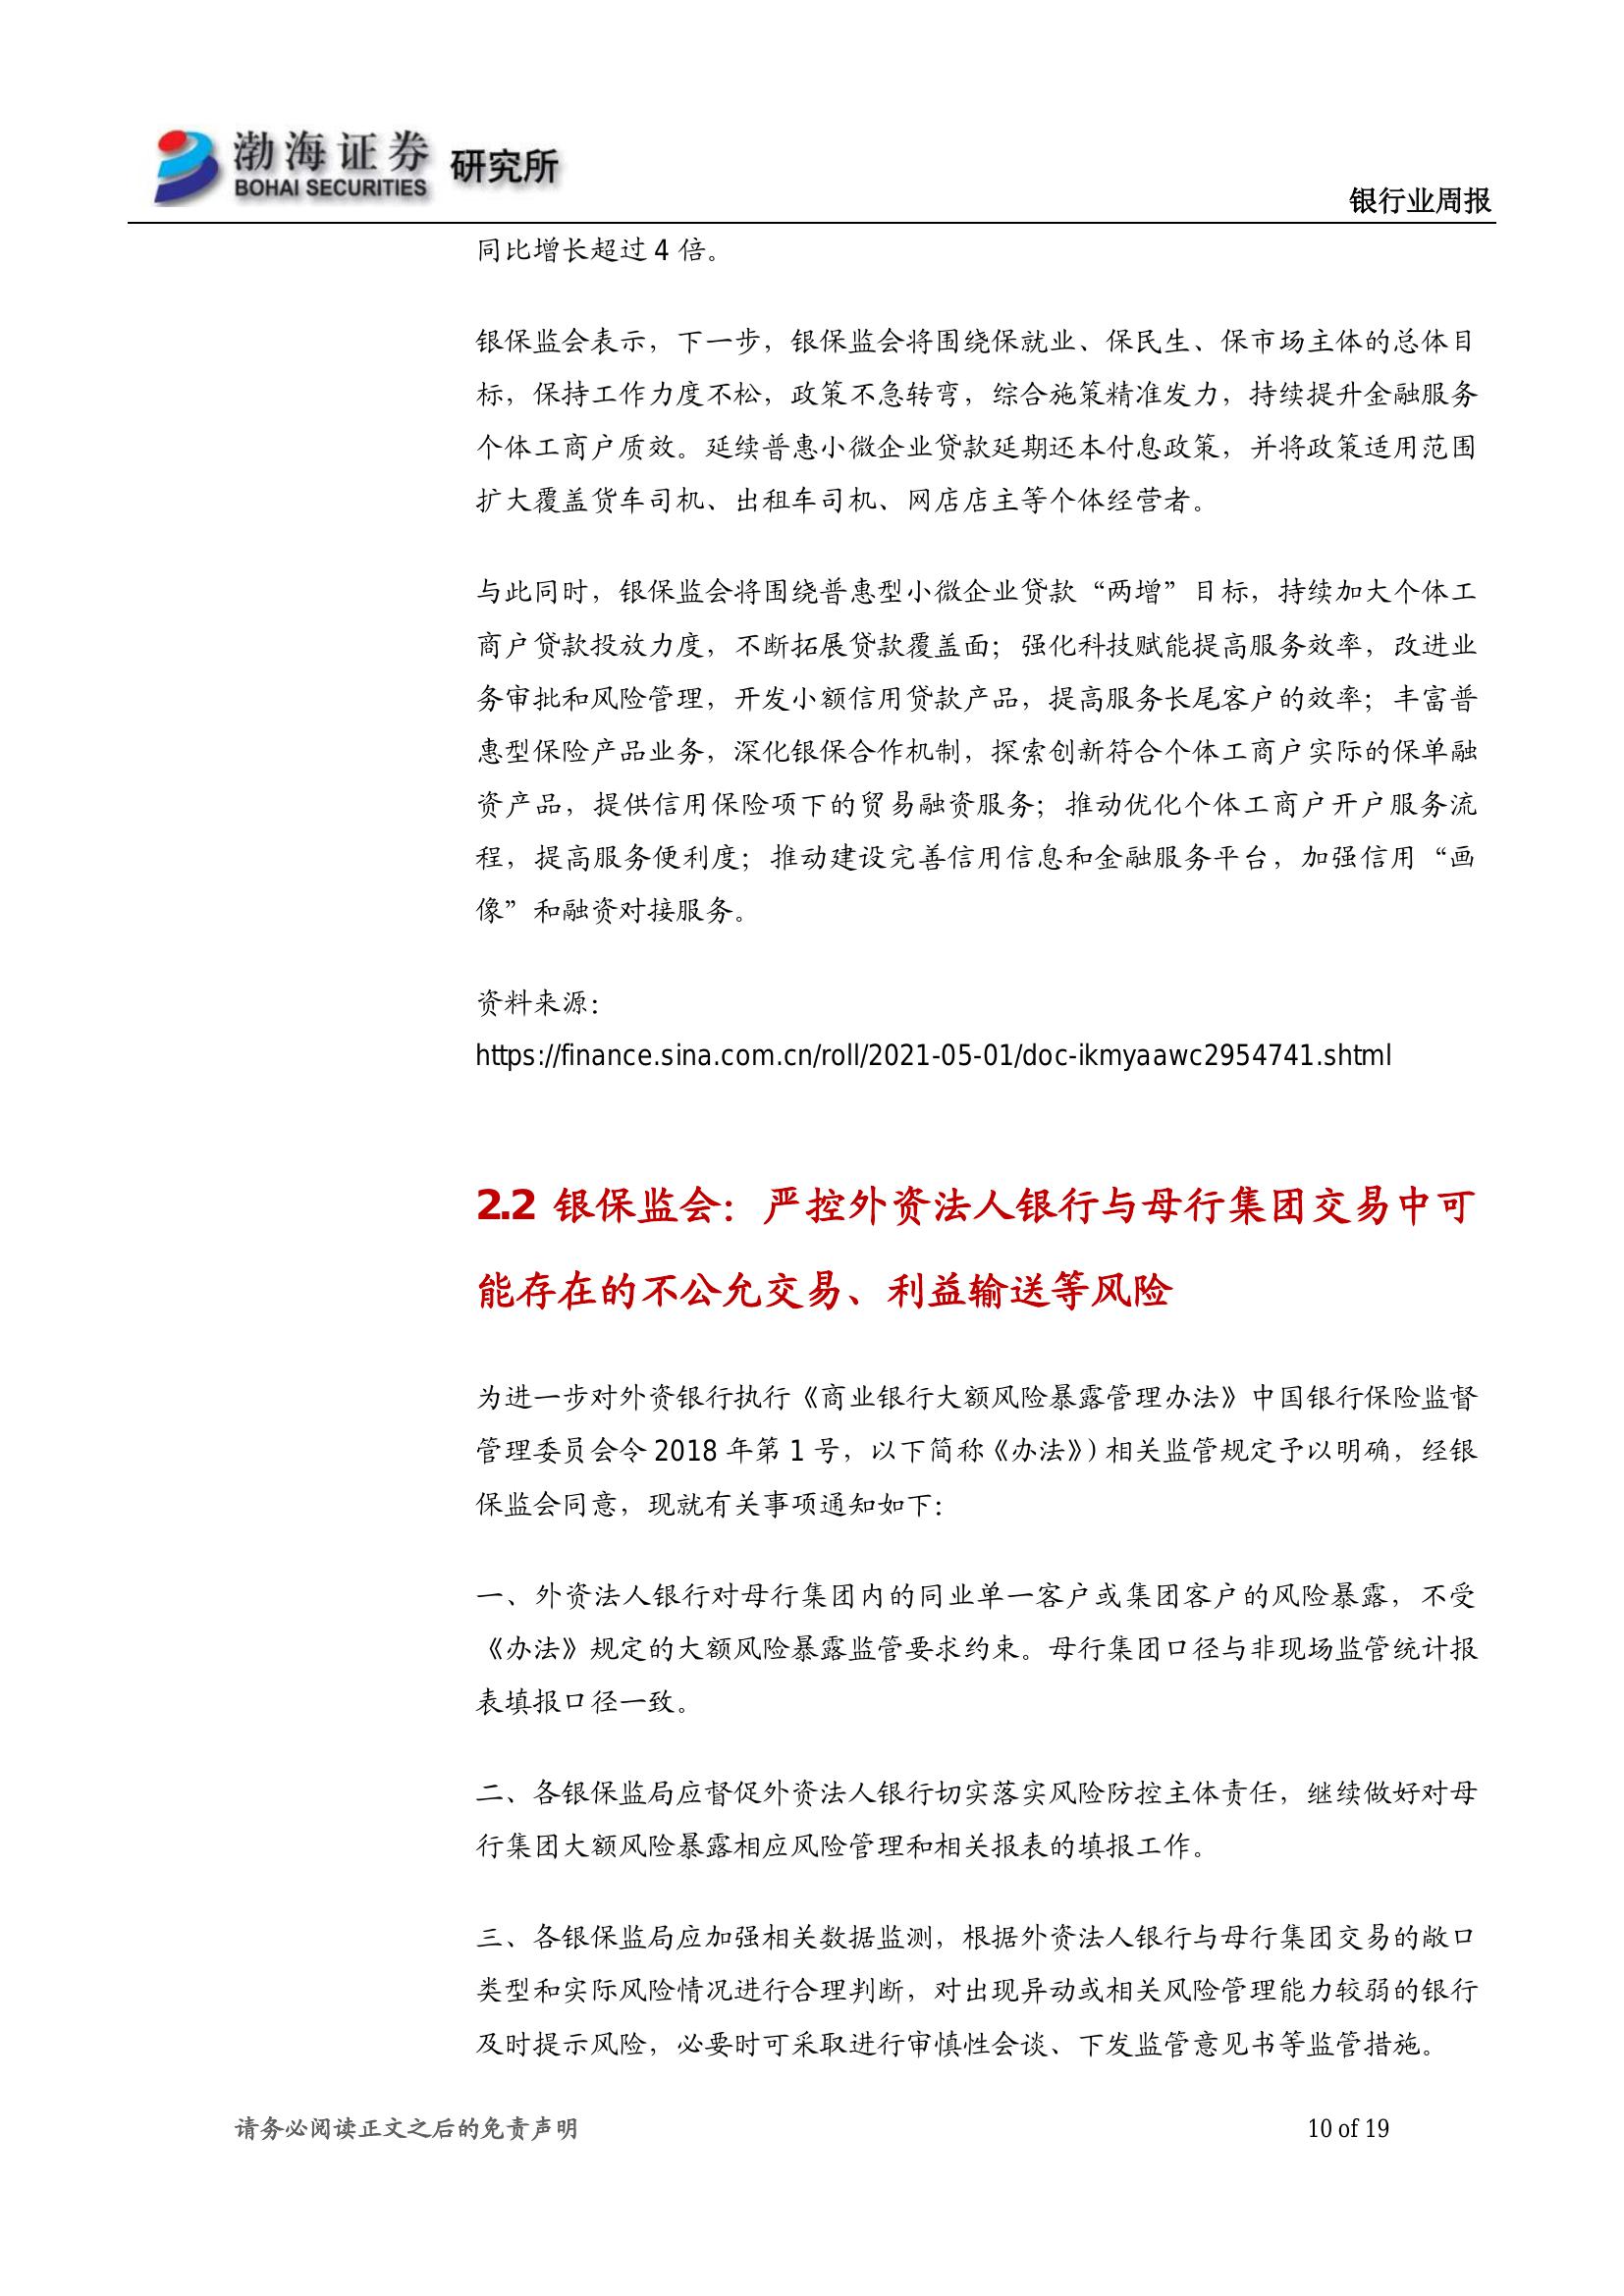 渤海证券 研究所
BOHAI SECURITIES
银行业周报
同比增长超过 4 倍。
银保监会表示，下一步，银保监会将围绕保就业、保民生、保市场主体的总体目
标，保持工作力度不松，政策不急转弯，综合施策精准发力，持续提升金融服务
个体工商户质效。延续普惠小微企业贷款延期还本付息政策，并将政策适用范围
扩大覆盖货车司机、出租车司机、网店店主等个体经营者。
与此同时，银保监会将围绕普惠型小微企业贷款“两增”目标，持续加大个体工
商户贷款投放力度，不断拓展贷款覆盖面；强化科技赋能提高服务效率，改进业
务审批和风险管理，开发小额信用贷款产品，提高服务长尾客户的效率；丰富普
惠型保险产品业务，深化银保合作机制，探索创新符合个体工商户实际的保单融
资产品，提供信用保险项下的贸易融资服务；推动优化个体工商户开户服务流
程，提高服务便利度；推动建设完善信用信息和金融服务平台，加强信用“画
像”和融资对接服务。
资料来源：
https://finance.sina.com.cn/roll/2021-05-01/doc-ikmyaawc2954741.shtml
2.2 银保监会：严控外资法人银行与母行集团交易中可
能存在的不公允交易、利益输送等风险
为进一步对外资银行执行《商业银行大额风险暴露管理办法》中国银行保险监督
管理委员会令 2018 年第 1 号，以下简称《办法》）相关监管规定予以明确，经银
保监会同意，现就有关事项通知如下：
一、外资法人银行对母行集团内的同业单一客户或集团客户的风险暴露，不受
《办法》规定的大额风险暴露监管要求约束。母行集团口径与非现场监管统计报
表填报口径一致。
二、各银保监局应督促外资法人银行切实落实风险防控主体责任，继续做好对母
行集团大额风险暴露相应风险管理和相关报表的填报工作。
三、各银保监局应加强相关数据监测，根据外资法人银行与母行集团交易的敞口
类型和实际风险情况进行合理判断，对出现异动或相关风险管理能力较弱的银行
及时提示风险，必要时可采取进行审慎性会谈、下发监管意见书等监管措施。
请务必阅读正文之后的免责声明
10 of 19